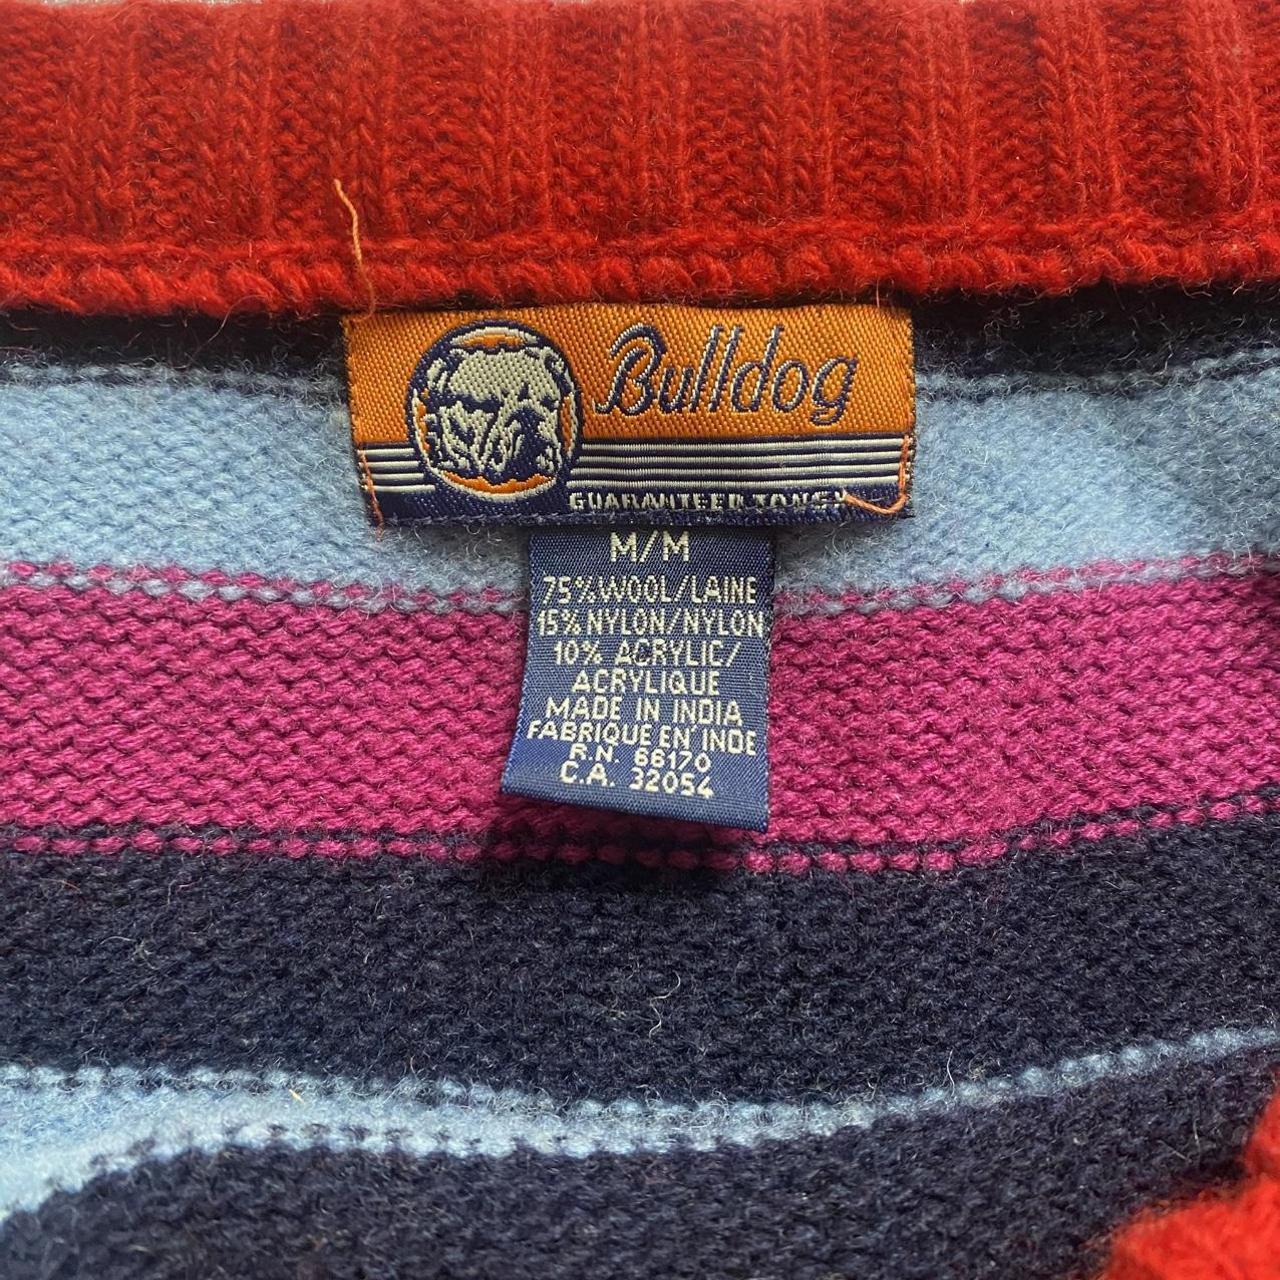 Bulldog
GUARANTEED TOUGH
M/M
75% WOOL/LAINE
15% NYLON/NYLON
10% ACRYLIC/
ACRYLIQUE
MADE IN INDIA
FABRIQUE EN INDE
R.N. 66170
C.A. 32054